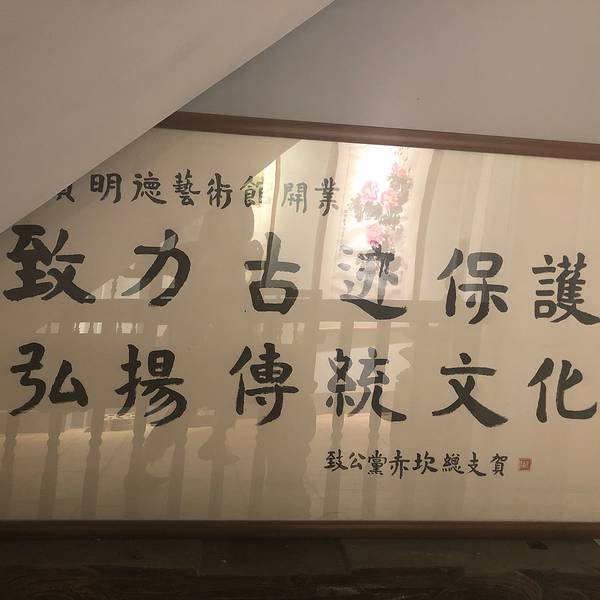 賀明德藝術館開業
致力古迹保護
弘揚傳統文化
致公黨赤坎總支賀